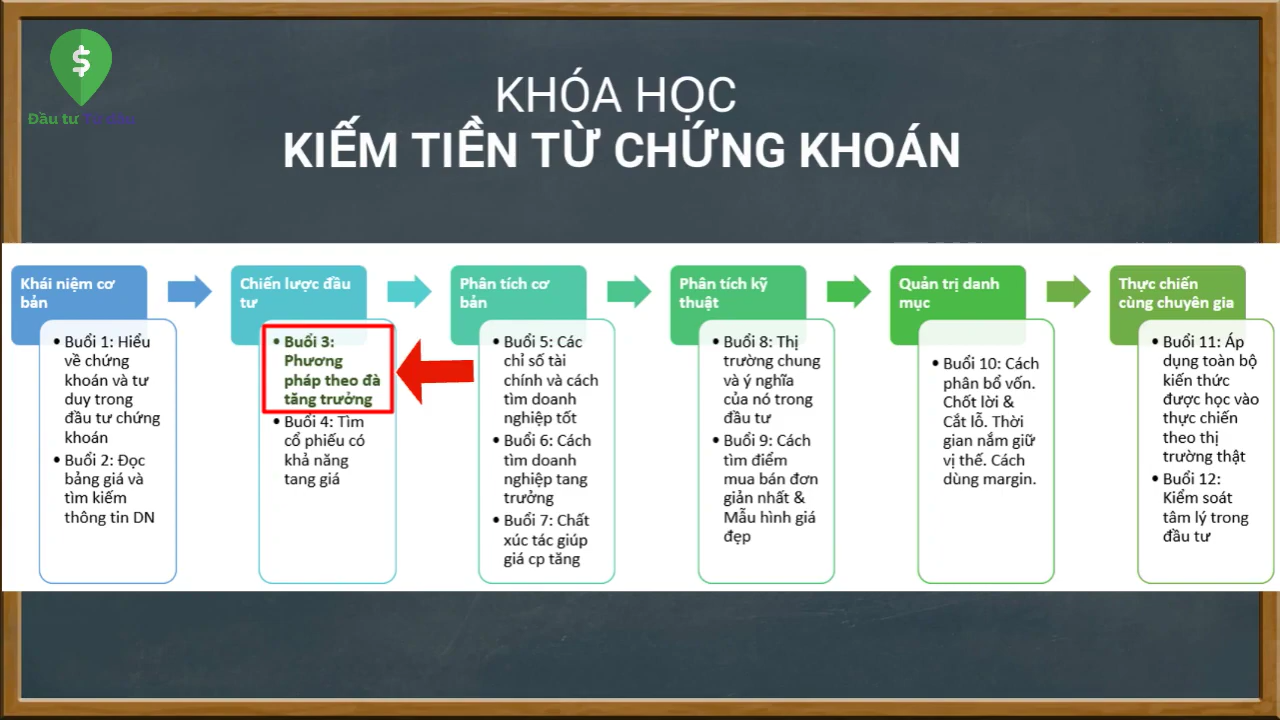 Đầu tư
KHÓA HỌC
KIẾM TIỀN TỪ CHỨNG KHOÁN
Khái niệm cơ
bản
• Buổi 1: Hiểu
về chứng
khoán và tư
duy trong
đầu tư chứng
khoán
• Buổi 2: Đọc
bảng giá và
tìm kiếm
thông tin DN
Chiến lược đầu
tư
• Buổi 3:
Phương
pháp theo đà
tăng trưởng
• Buổi 4: Tìm
cổ phiếu có
khả năng
tang giá
Phân tích cơ
bản
• Buổi 5: Các
chỉ số tài
chính và cách
tìm doanh
nghiệp tốt
• Buổi 6: Cách
tìm doanh
nghiệp tang
trưởng
• Buổi 7: Chất
xúc tác giúp
giá cp tăng
Phân tích kỹ
thuật
• Buổi 8: Thị
trường chung
và ý nghĩa
của nó trong
đầu tư
• Buổi 9: Cách
tìm điểm
mua bán đơn
giản nhất &
Mẫu hình giá
đẹp
Quản trị danh
mục
• Buổi 10: Cách
phân bổ vốn.
Chốt lời &
Cắt lỗ. Thời
gian nắm giữ
vị thế. Cách
dùng margin.
Thực chiến
cùng chuyên gia
• Buổi 11: Áp
dụng toàn bộ
kiến thức
được học vào
thực chiến
theo thị
trường thật
• Buổi 12:
Kiểm soát
tâm lý trong
đầu tư